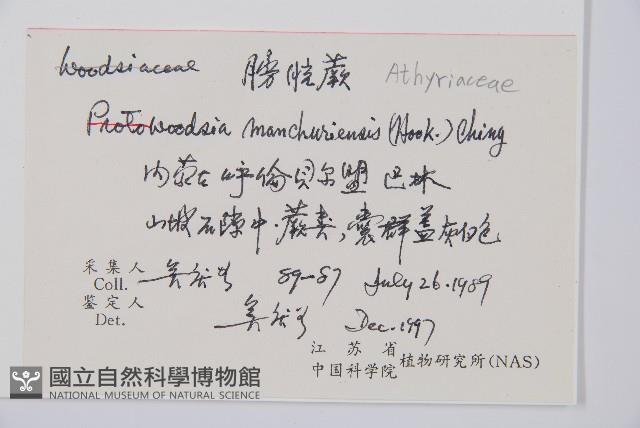 Woodsiaceae 膀胱蕨 Athyriaceae
Protowoodsia manchuriensis (Hook.) Ching
内蒙古呼倫贝尔盟 巴林
山坡石隙中.蕨类,囊群盖灰白色
采集人
Coll. 89-87 July 26.1989
鉴定人
Det. Dec.1997
江苏省
中国科学院 植物研究所(NAS)
國立自然科學博物館
NATIONAL MUSEUM OF NATURAL SCIENCE